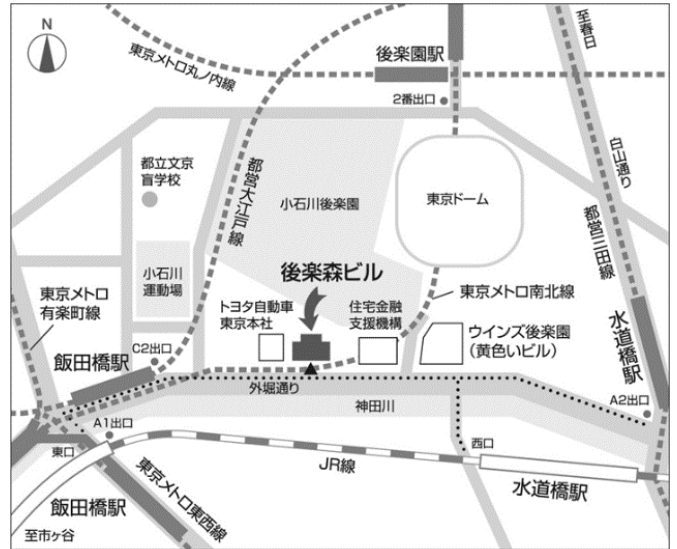 N
東京メトロ丸ノ内線
後楽園駅
2番出口
至春日
白山通り
都営三田線
都立文京
盲学校
都営大江戸線
小石川後楽園
東京ドーム
小石川
運動場
後楽森ビル
東京メトロ
有楽町線
トヨタ自動車
東京本社
住宅金融
支援機構
東京メトロ南北線
ウインズ後楽園
(黄色いビル)
水道橋駅
飯田橋駅
C2出口
外堀通り
神田川
A2出口
A1出口
東口
西口
JR線
水道橋駅
飯田橋駅
東京メトロ東西線
至市ヶ谷